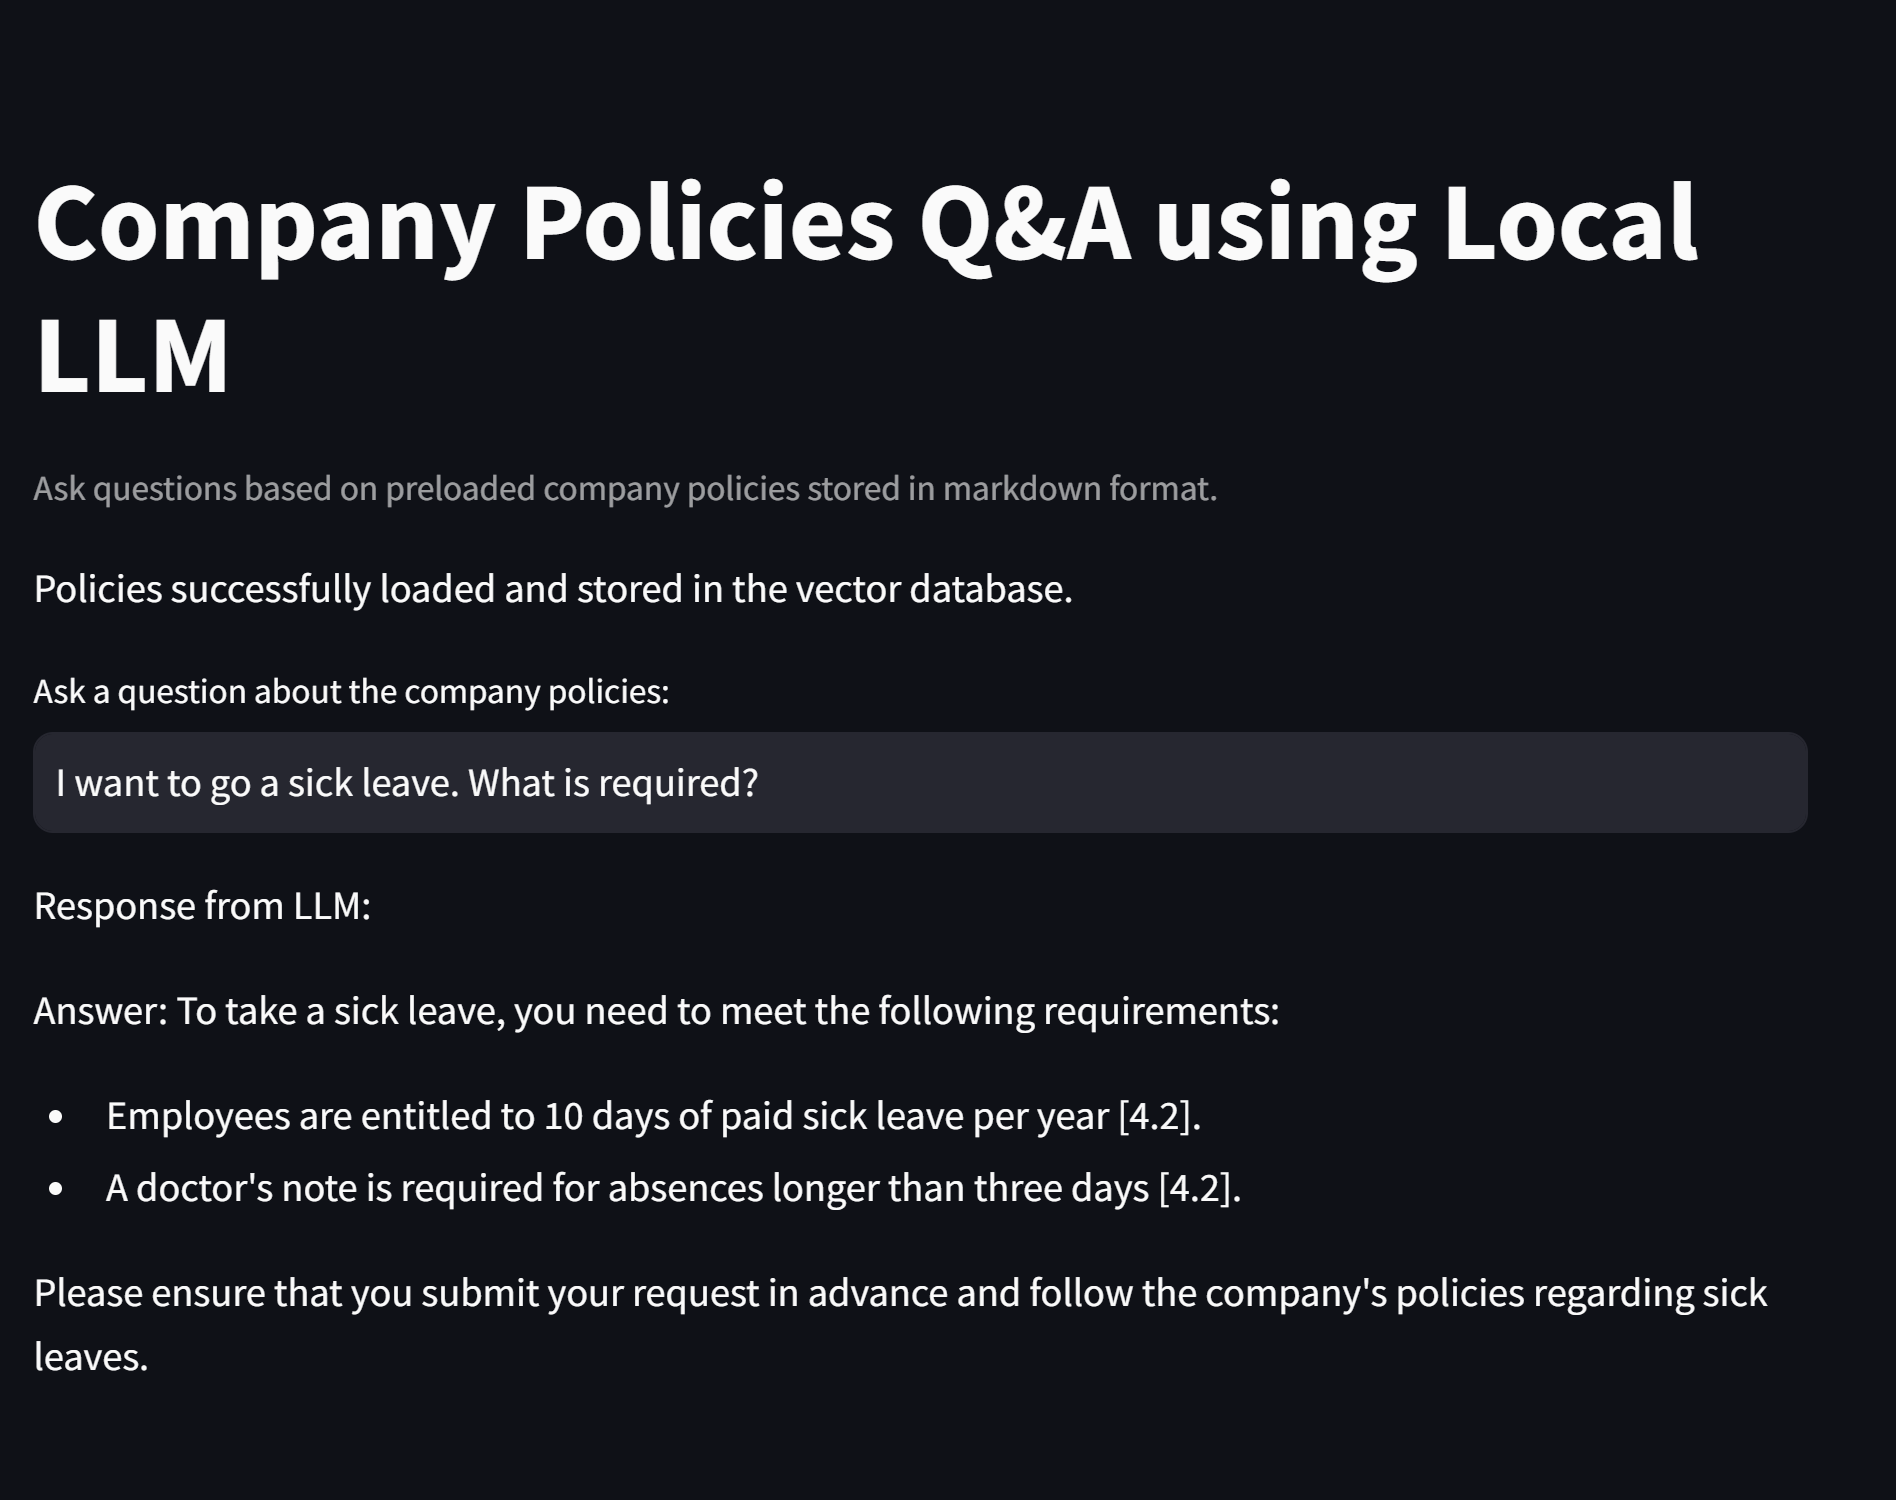 Company Policies Q&A using Local
LLM
Ask questions based on preloaded company policies stored in markdown format.
Policies successfully loaded and stored in the vector database.
Ask a question about the company policies:
I want to go a sick leave. What is required?
Response from LLM:
Answer: To take a sick leave, you need to meet the following requirements:
• Employees are entitled to 10 days of paid sick leave per year [4.2].
• A doctor's note is required for absences longer than three days [4.2].
Please ensure that you submit your request in advance and follow the company's policies regarding sick
leaves.